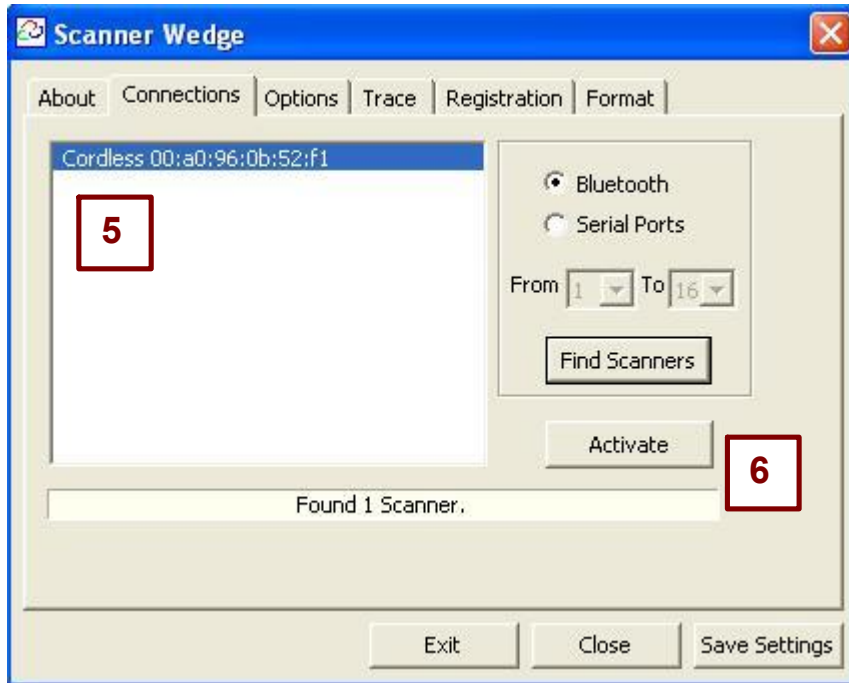 Scanner Wedge
About Connections Options Trace Registration Format
Cordless 00:a0:96:0b:52:f1
5
Bluetooth
Serial Ports
From 1 To 16
Find Scanners
Activate
6
Found 1 Scanner.
Exit Close Save Settings